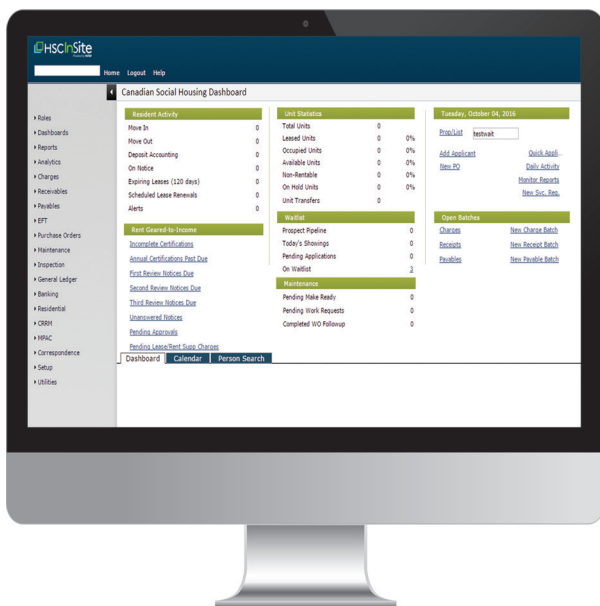 HSCInSite
Home Logout Help
Canadian Social Housing Dashboard
Roles
Dashboards
Reports
Analytics
Charges
Receivables
Payables
EFT
Purchase Orders
Maintenance
Inspection
General Ledger
Banking
Residential
CRRM
MPAC
Correspondence
Setup
Utilities
Resident Activity
Move In 0
Move Out 0
Deposit Accounting 0
On Notice 0
Expiring Leases (120 days) 0
Scheduled Lease Renewals 0
Alerts 0
Rent Geared-to-Income
Incomplete Certifications
Annual Certifications Past Due
First Review Notices Due
Second Review Notices Due
Third Review Notices Due
Unanswered Notices
Pending Approvals
Pending Lease/Rent Supp Charges
Unit Statistics
Total Units 0
Leased Units 0 0%
Occupied Units 0 0%
Available Units 0 0%
Non-Rentable 0 0%
On Hold Units 0 0%
Unit Transfers 0
Waitlist
Prospect Pipeline 0
Today's Showings 0
Pending Applications 0
On Waitlist 3
Maintenance
Pending Make Ready 0
Pending Work Requests 0
Completed WO Followup 0
Tuesday, October 04, 2016
Prop/List testwait
Add Applicant Quick Appli...
New PO Daily Activity
Monitor Reports
New Svc. Req.
Open Batches
Charges New Charge Batch
Receipts New Receipt Batch
Payables New Payable Batch
Dashboard Calendar Person Search